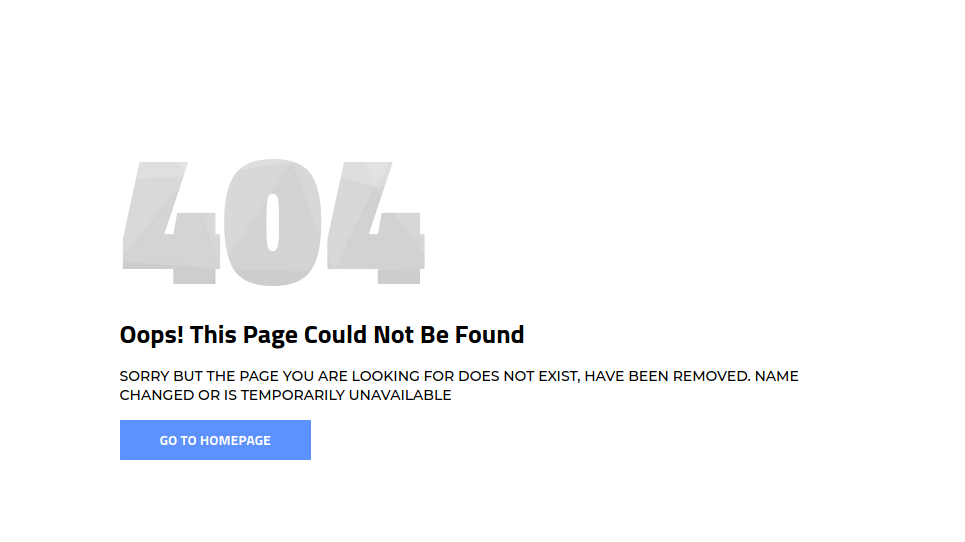 404
Oops! This Page Could Not Be Found
SORRY BUT THE PAGE YOU ARE LOOKING FOR DOES NOT EXIST, HAVE BEEN REMOVED. NAME
CHANGED OR IS TEMPORARILY UNAVAILABLE
GO TO HOMEPAGE